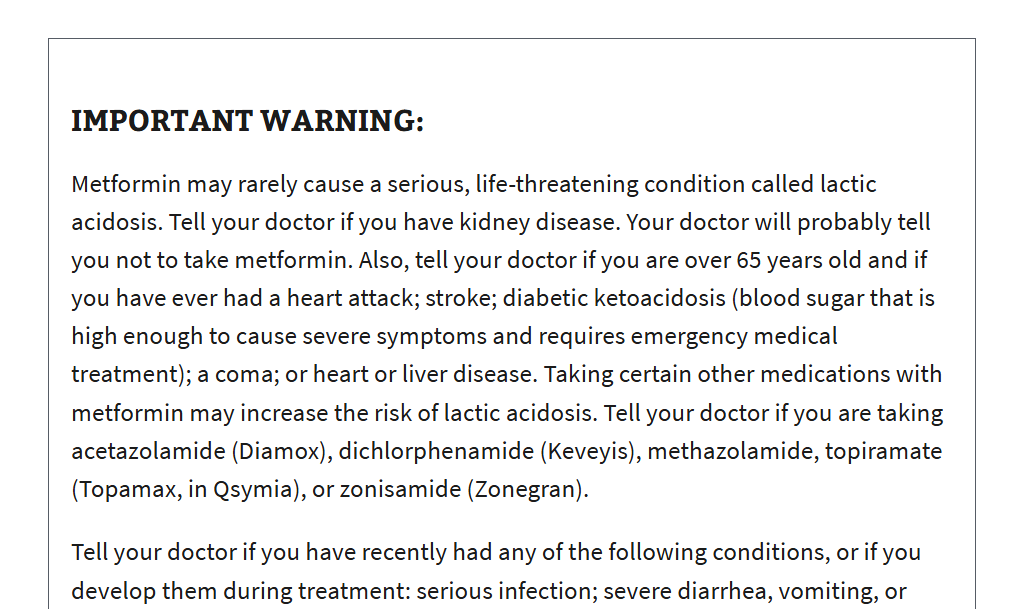 IMPORTANT WARNING:
Metformin may rarely cause a serious, life-threatening condition called lactic
acidosis. Tell your doctor if you have kidney disease. Your doctor will probably tell
you not to take metformin. Also, tell your doctor if you are over 65 years old and if
you have ever had a heart attack; stroke; diabetic ketoacidosis (blood sugar that is
high enough to cause severe symptoms and requires emergency medical
treatment); a coma; or heart or liver disease. Taking certain other medications with
metformin may increase the risk of lactic acidosis. Tell your doctor if you are taking
acetazolamide (Diamox), dichlorphenamide (Keveyis), methazolamide, topiramate
(Topamax, in Qsymia), or zonisamide (Zonegran).
Tell your doctor if you have recently had any of the following conditions, or if you
develop them during treatment: serious infection; severe diarrhea, vomiting, or